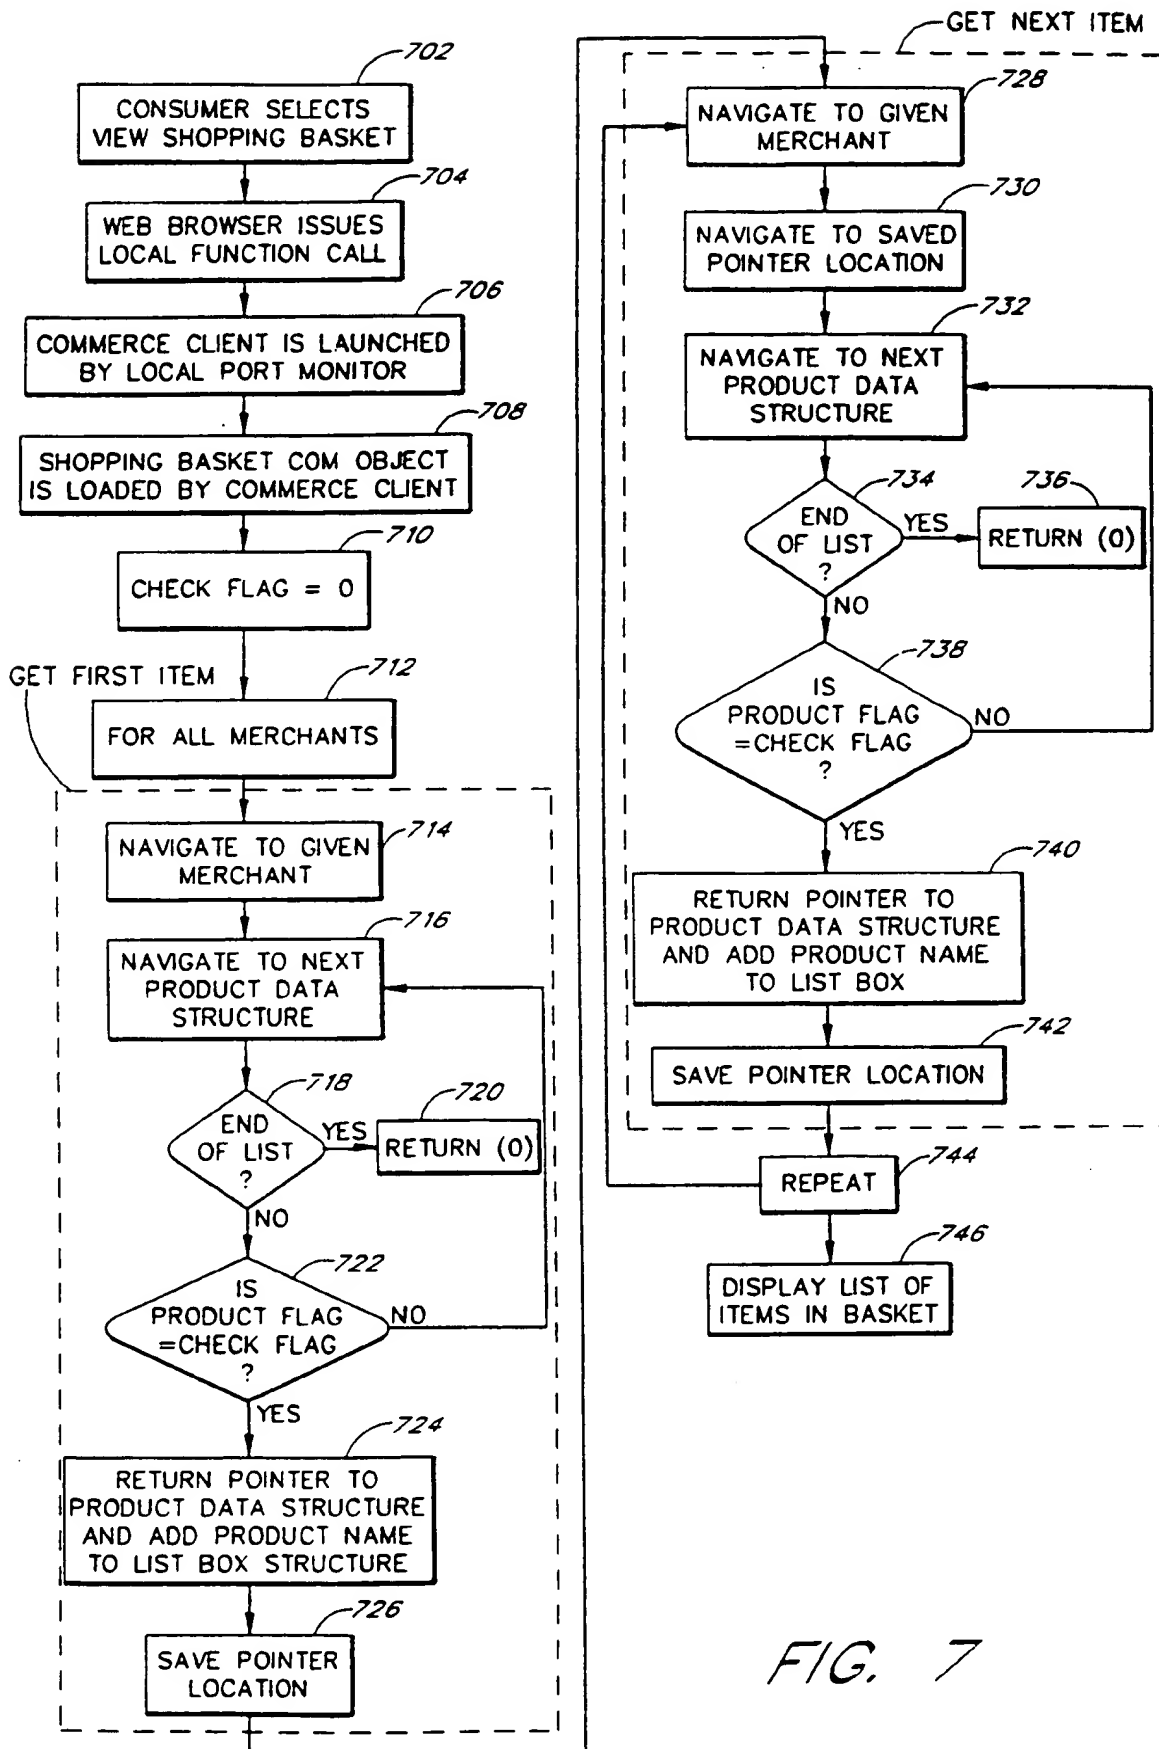 702
CONSUMER SELECTS
VIEW SHOPPING BASKET
704
WEB BROWSER ISSUES
LOCAL FUNCTION CALL
706
COMMERCE CLIENT IS LAUNCHED
BY LOCAL PORT MONITOR
708
SHOPPING BASKET COM OBJECT
IS LOADED BY COMMERCE CLIENT
710
CHECK FLAG = 0
GET FIRST ITEM
712
FOR ALL MERCHANTS
714
NAVIGATE TO GIVEN
MERCHANT
716
NAVIGATE TO NEXT
PRODUCT DATA
STRUCTURE
718
END
OF LIST
?
YES
720
RETURN (0)
NO
722
IS
PRODUCT FLAG
=CHECK FLAG
?
NO
YES
724
RETURN POINTER TO
PRODUCT DATA STRUCTURE
AND ADD PRODUCT NAME
TO LIST BOX STRUCTURE
726
SAVE POINTER
LOCATION
GET NEXT ITEM
728
NAVIGATE TO GIVEN
MERCHANT
730
NAVIGATE TO SAVED
POINTER LOCATION
732
NAVIGATE TO NEXT
PRODUCT DATA
STRUCTURE
734
END
OF LIST
?
YES
736
RETURN (0)
NO
738
IS
PRODUCT FLAG
=CHECK FLAG
?
NO
YES
740
RETURN POINTER TO
PRODUCT DATA STRUCTURE
AND ADD PRODUCT NAME
TO LIST BOX
742
SAVE POINTER LOCATION
744
REPEAT
746
DISPLAY LIST OF
ITEMS IN BASKET
FIG. 7